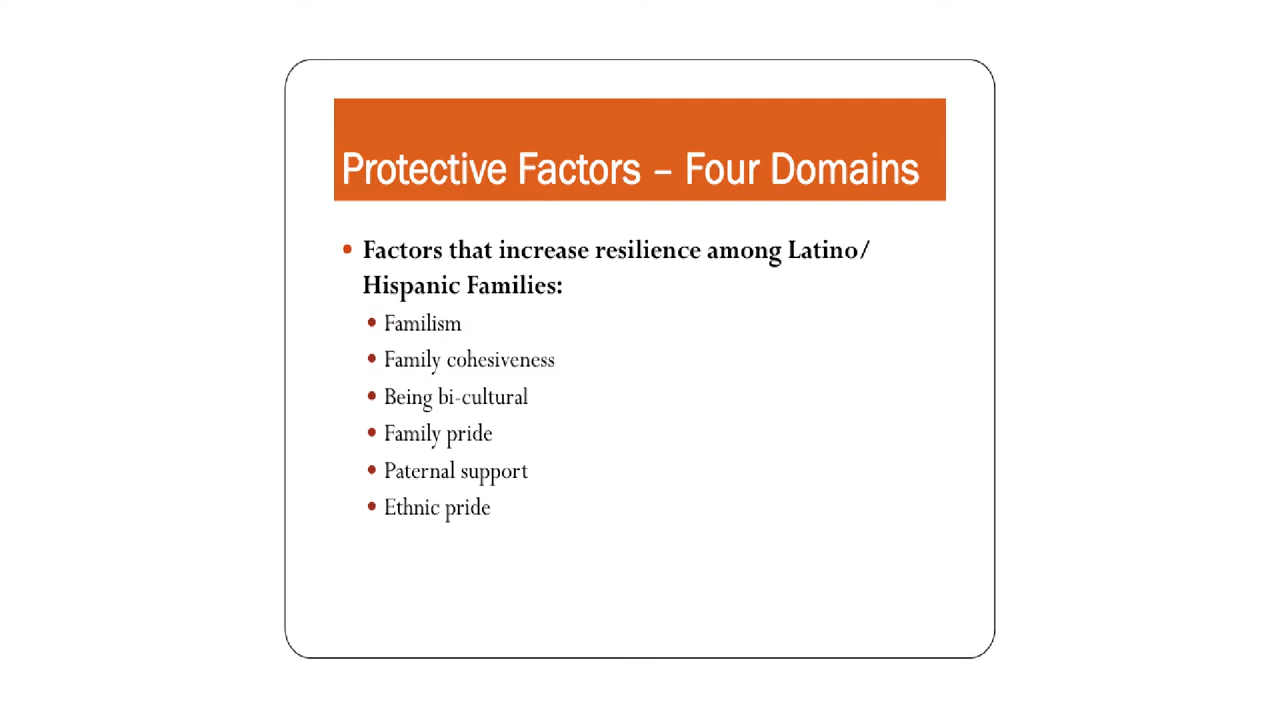 Protective Factors – Four Domains
• Factors that increase resilience among Latino/
Hispanic Families:
• Familism
• Family cohesiveness
• Being bi-cultural
• Family pride
• Paternal support
• Ethnic pride